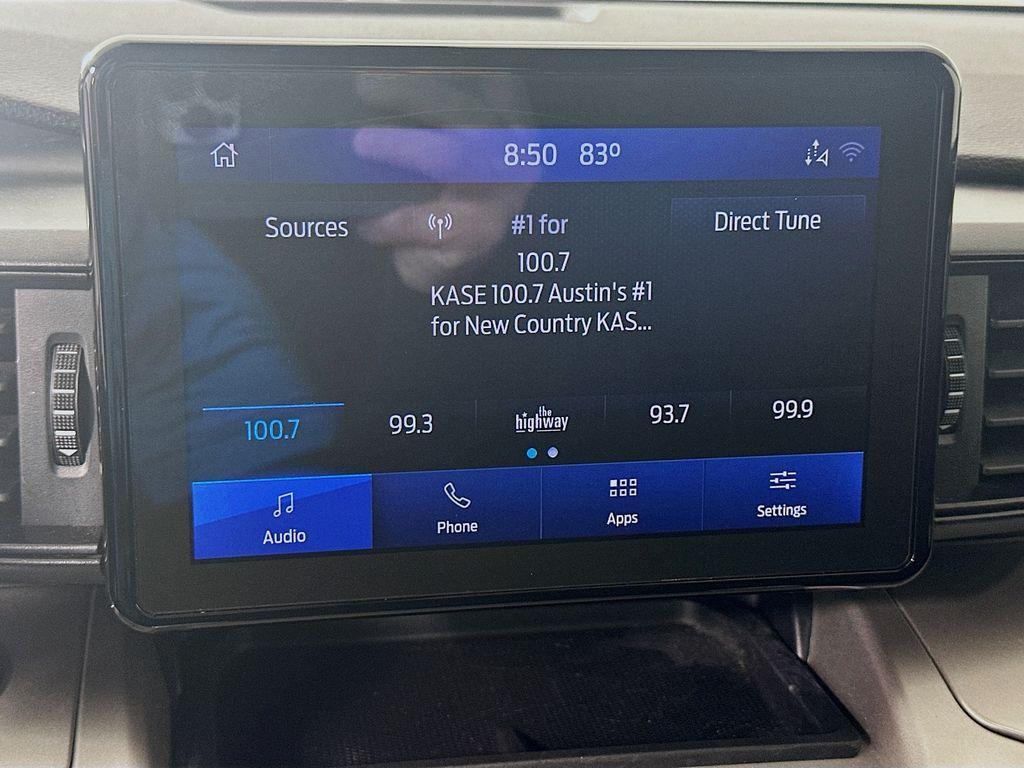 8:50 83º
Sources
#1 for
Direct Tune
100.7
KASE 100.7 Austin's #1
for New Country KAS...
100.7
99.3
the
highway
93.7
99.9
Audio
Phone
Apps
Settings